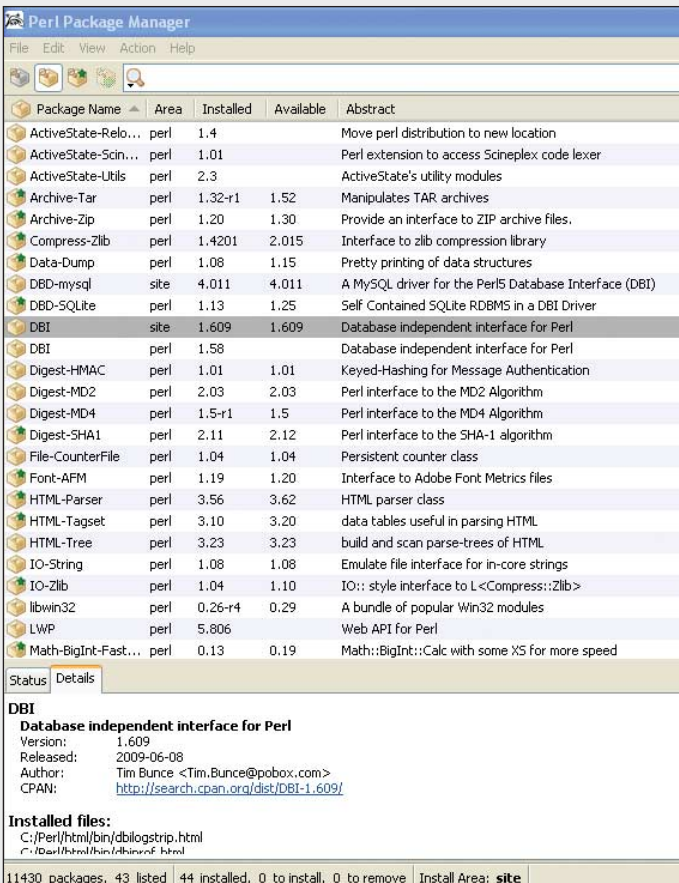 Perl Package Manager
File Edit View Action Help
Package Name Area Installed Available Abstract
ActiveState-Relo... perl 1.4 Move perl distribution to new location
ActiveState-Scin... perl 1.01 Perl extension to access Scineplex code lexer
ActiveState-Utils perl 2.3 ActiveState's utility modules
Archive-Tar perl 1.32-r1 1.52 Manipulates TAR archives
Archive-Zip perl 1.20 1.30 Provide an interface to ZIP archive files.
Compress-Zlib perl 1.4201 2.015 Interface to zlib compression library
Data-Dump perl 1.08 1.15 Pretty printing of data structures
DBD-mysql site 4.011 4.011 A MySQL driver for the Perl5 Database Interface (DBI)
DBD-SQLite perl 1.13 1.25 Self Contained SQLite RDBMS in a DBI Driver
DBI site 1.609 1.609 Database independent interface for Perl
DBI perl 1.58 Database independent interface for Perl
Digest-HMAC perl 1.01 1.01 Keyed-Hashing for Message Authentication
Digest-MD2 perl 2.03 2.03 Perl interface to the MD2 Algorithm
Digest-MD4 perl 1.5-r1 1.5 Perl interface to the MD4 Algorithm
Digest-SHA1 perl 2.11 2.12 Perl interface to the SHA-1 algorithm
File-CounterFile perl 1.04 1.04 Persistent counter class
Font-AFM perl 1.19 1.20 Interface to Adobe Font Metrics files
HTML-Parser perl 3.56 3.62 HTML parser class
HTML-Tagset perl 3.10 3.20 data tables useful in parsing HTML
HTML-Tree perl 3.23 3.23 build and scan parse-trees of HTML
IO-String perl 1.08 1.08 Emulate file interface for in-core strings
IO-Zlib perl 1.04 1.10 IO:: style interface to L<Compress::Zlib>
libwin32 perl 0.26-r4 0.29 A bundle of popular Win32 modules
LWP perl 5.806 Web API for Perl
Math-BigInt-Fast... perl 0.13 0.19 Math::BigInt::Calc with some XS for more speed
Status Details
DBI
Database independent interface for Perl
Version: 1.609
Released: 2009-06-08
Author: Tim Bunce <Tim.Bunce@pobox.com>
CPAN: http://search.cpan.org/dist/DBI-1.609/
Installed files:
C:/Perl/html/bin/dbilogstrip.html
C:/Perl/html/bin/dbiprof.html
11430 packages, 43 listed 44 installed, 0 to install, 0 to remove Install Area: site